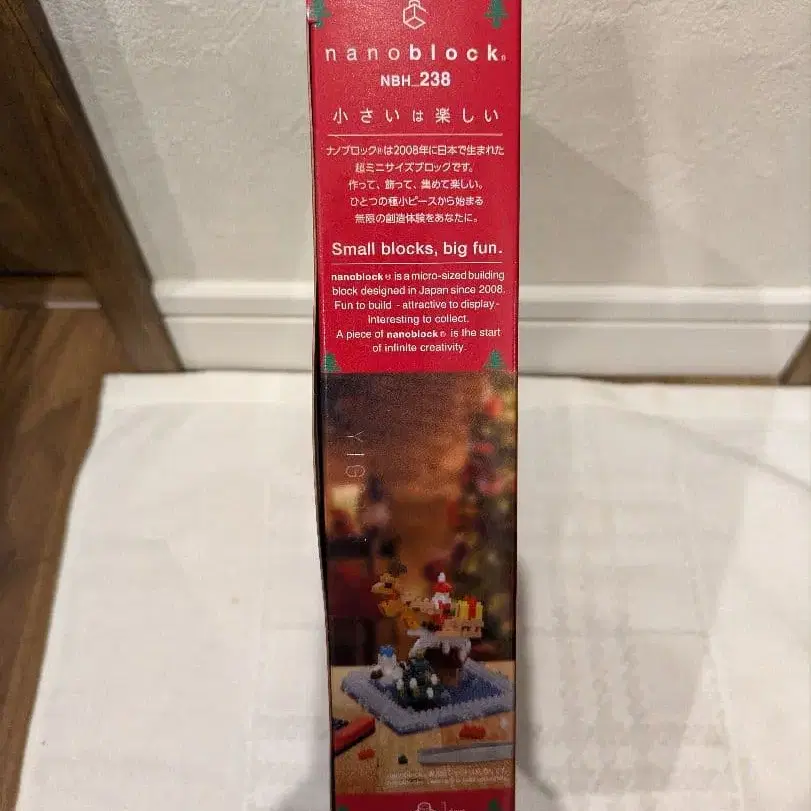 nanoblock®
NBH_238
小さいは楽しい
ナノブロック®は2008年に日本で生まれた
超ミニサイズブロックです。
作って、飾って、集めて楽しい。
ひとつの極小ピースから始まる
無限の創造体験をあなたに。
Small blocks, big fun.
nanoblock® is a micro-sized building
block designed in Japan since 2008.
Fun to build - attractive to display-
interesting to collect.
A piece of nanoblock® is the start
of infinite creativity.